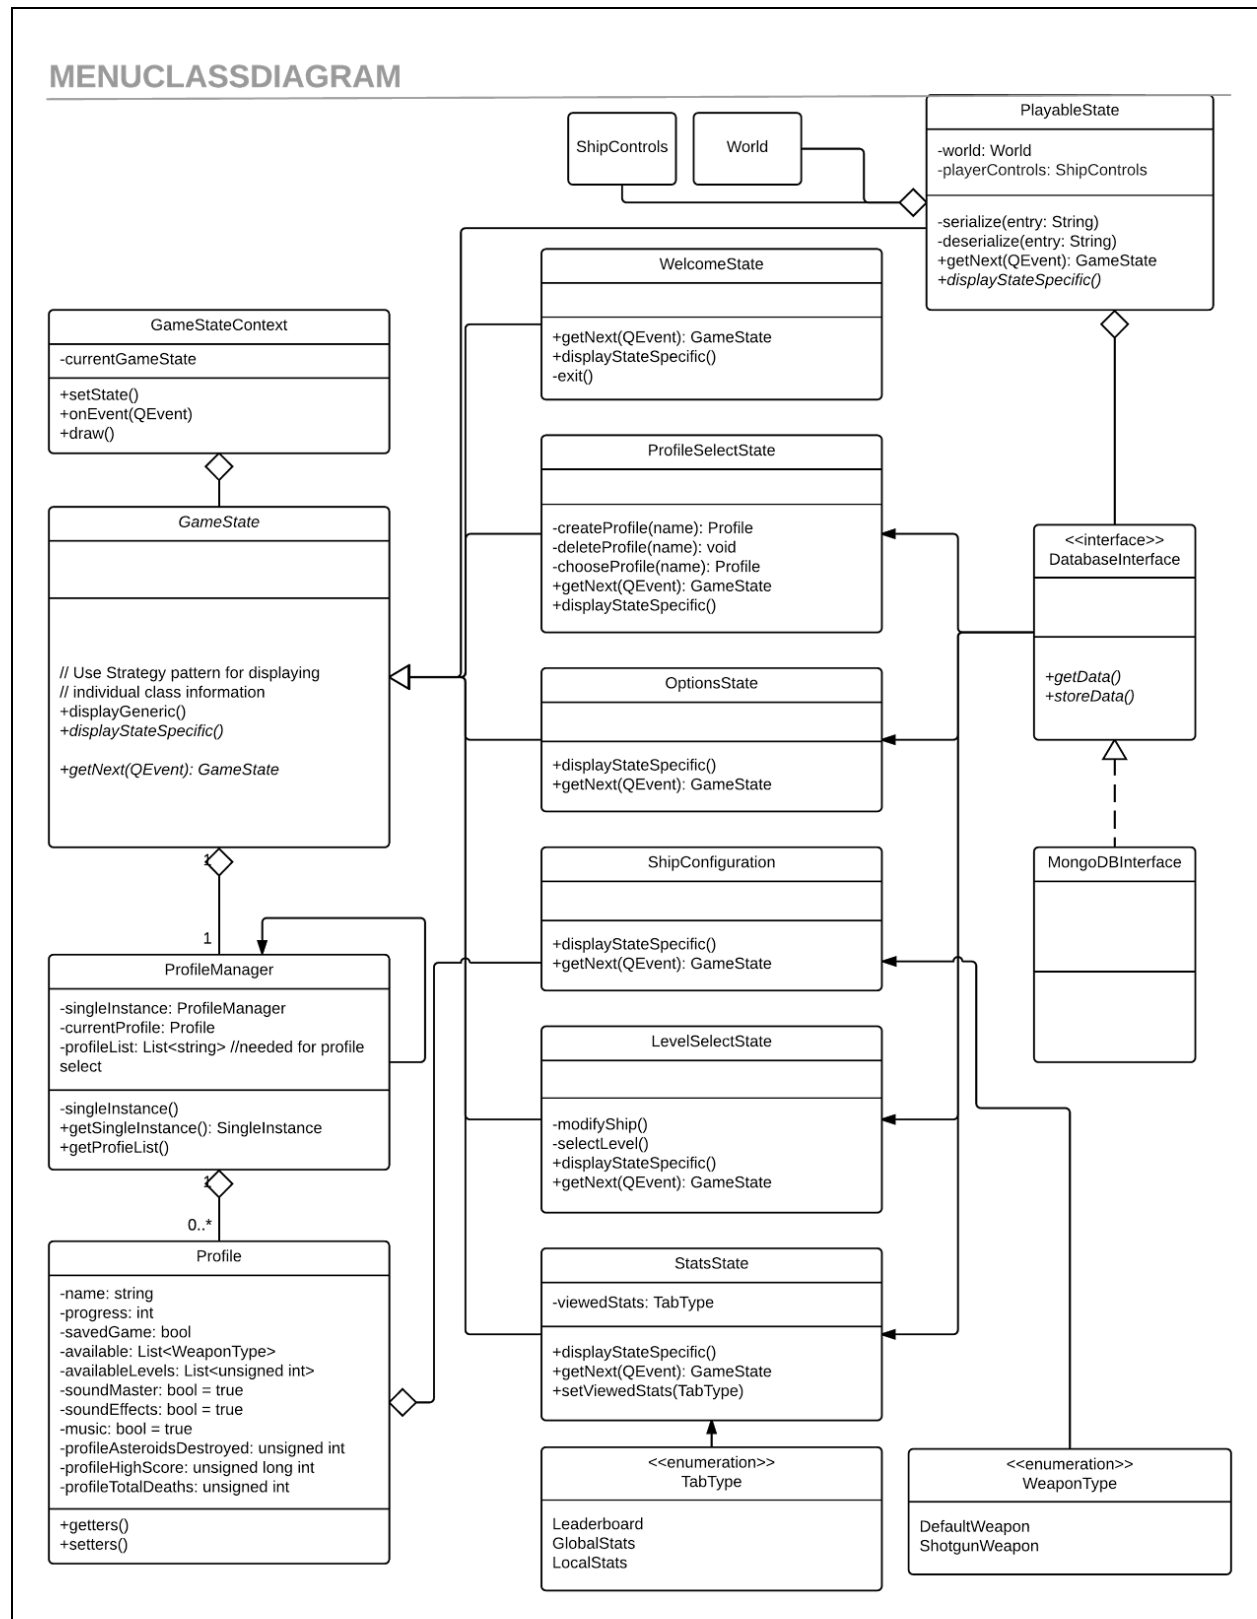 MENUCLASSDIAGRAM
ShipControls
World
PlayableState
-world: World
-playerControls: ShipControls
-serialize(entry: String)
-deserialize(entry: String)
+getNext(QEvent): GameState
+displayStateSpecific()
WelcomeState
+getNext(QEvent): GameState
+displayStateSpecific()
-exit()
GameStateContext
-currentGameState
+setState()
+onEvent(QEvent)
+draw()
ProfileSelectState
-createProfile(name): Profile
-deleteProfile(name): void
-chooseProfile(name): Profile
+getNext(QEvent): GameState
+displayStateSpecific()
GameState
// Use Strategy pattern for displaying
// individual class information
+displayGeneric()
+displayStateSpecific()
+getNext(QEvent): GameState
<<interface>>
DatabaseInterface
+getData()
+storeData()
OptionsState
+displayStateSpecific()
+getNext(QEvent): GameState
1
1
ShipConfiguration
+displayStateSpecific()
+getNext(QEvent): GameState
MongoDBInterface
ProfileManager
-singleInstance: ProfileManager
-currentProfile: Profile
-profileList: List<string> //needed for profile
select
-singleInstance()
+getSingleInstance(): SingleInstance
+getProfieList()
LevelSelectState
-modifyShip()
-selectLevel()
+displayStateSpecific()
+getNext(QEvent): GameState
1
0..*
Profile
-name: string
-progress: int
-savedGame: bool
-available: List<WeaponType>
-availableLevels: List<unsigned int>
-soundMaster: bool = true
-soundEffects: bool = true
-music: bool = true
-profileAsteroidsDestroyed: unsigned int
-profileHighScore: unsigned long int
-profileTotalDeaths: unsigned int
+getters()
+setters()
StatsState
-viewedStats: TabType
+displayStateSpecific()
+getNext(QEvent): GameState
+setViewedStats(TabType)
<<enumeration>>
TabType
Leaderboard
GlobalStats
LocalStats
<<enumeration>>
WeaponType
DefaultWeapon
ShotgunWeapon